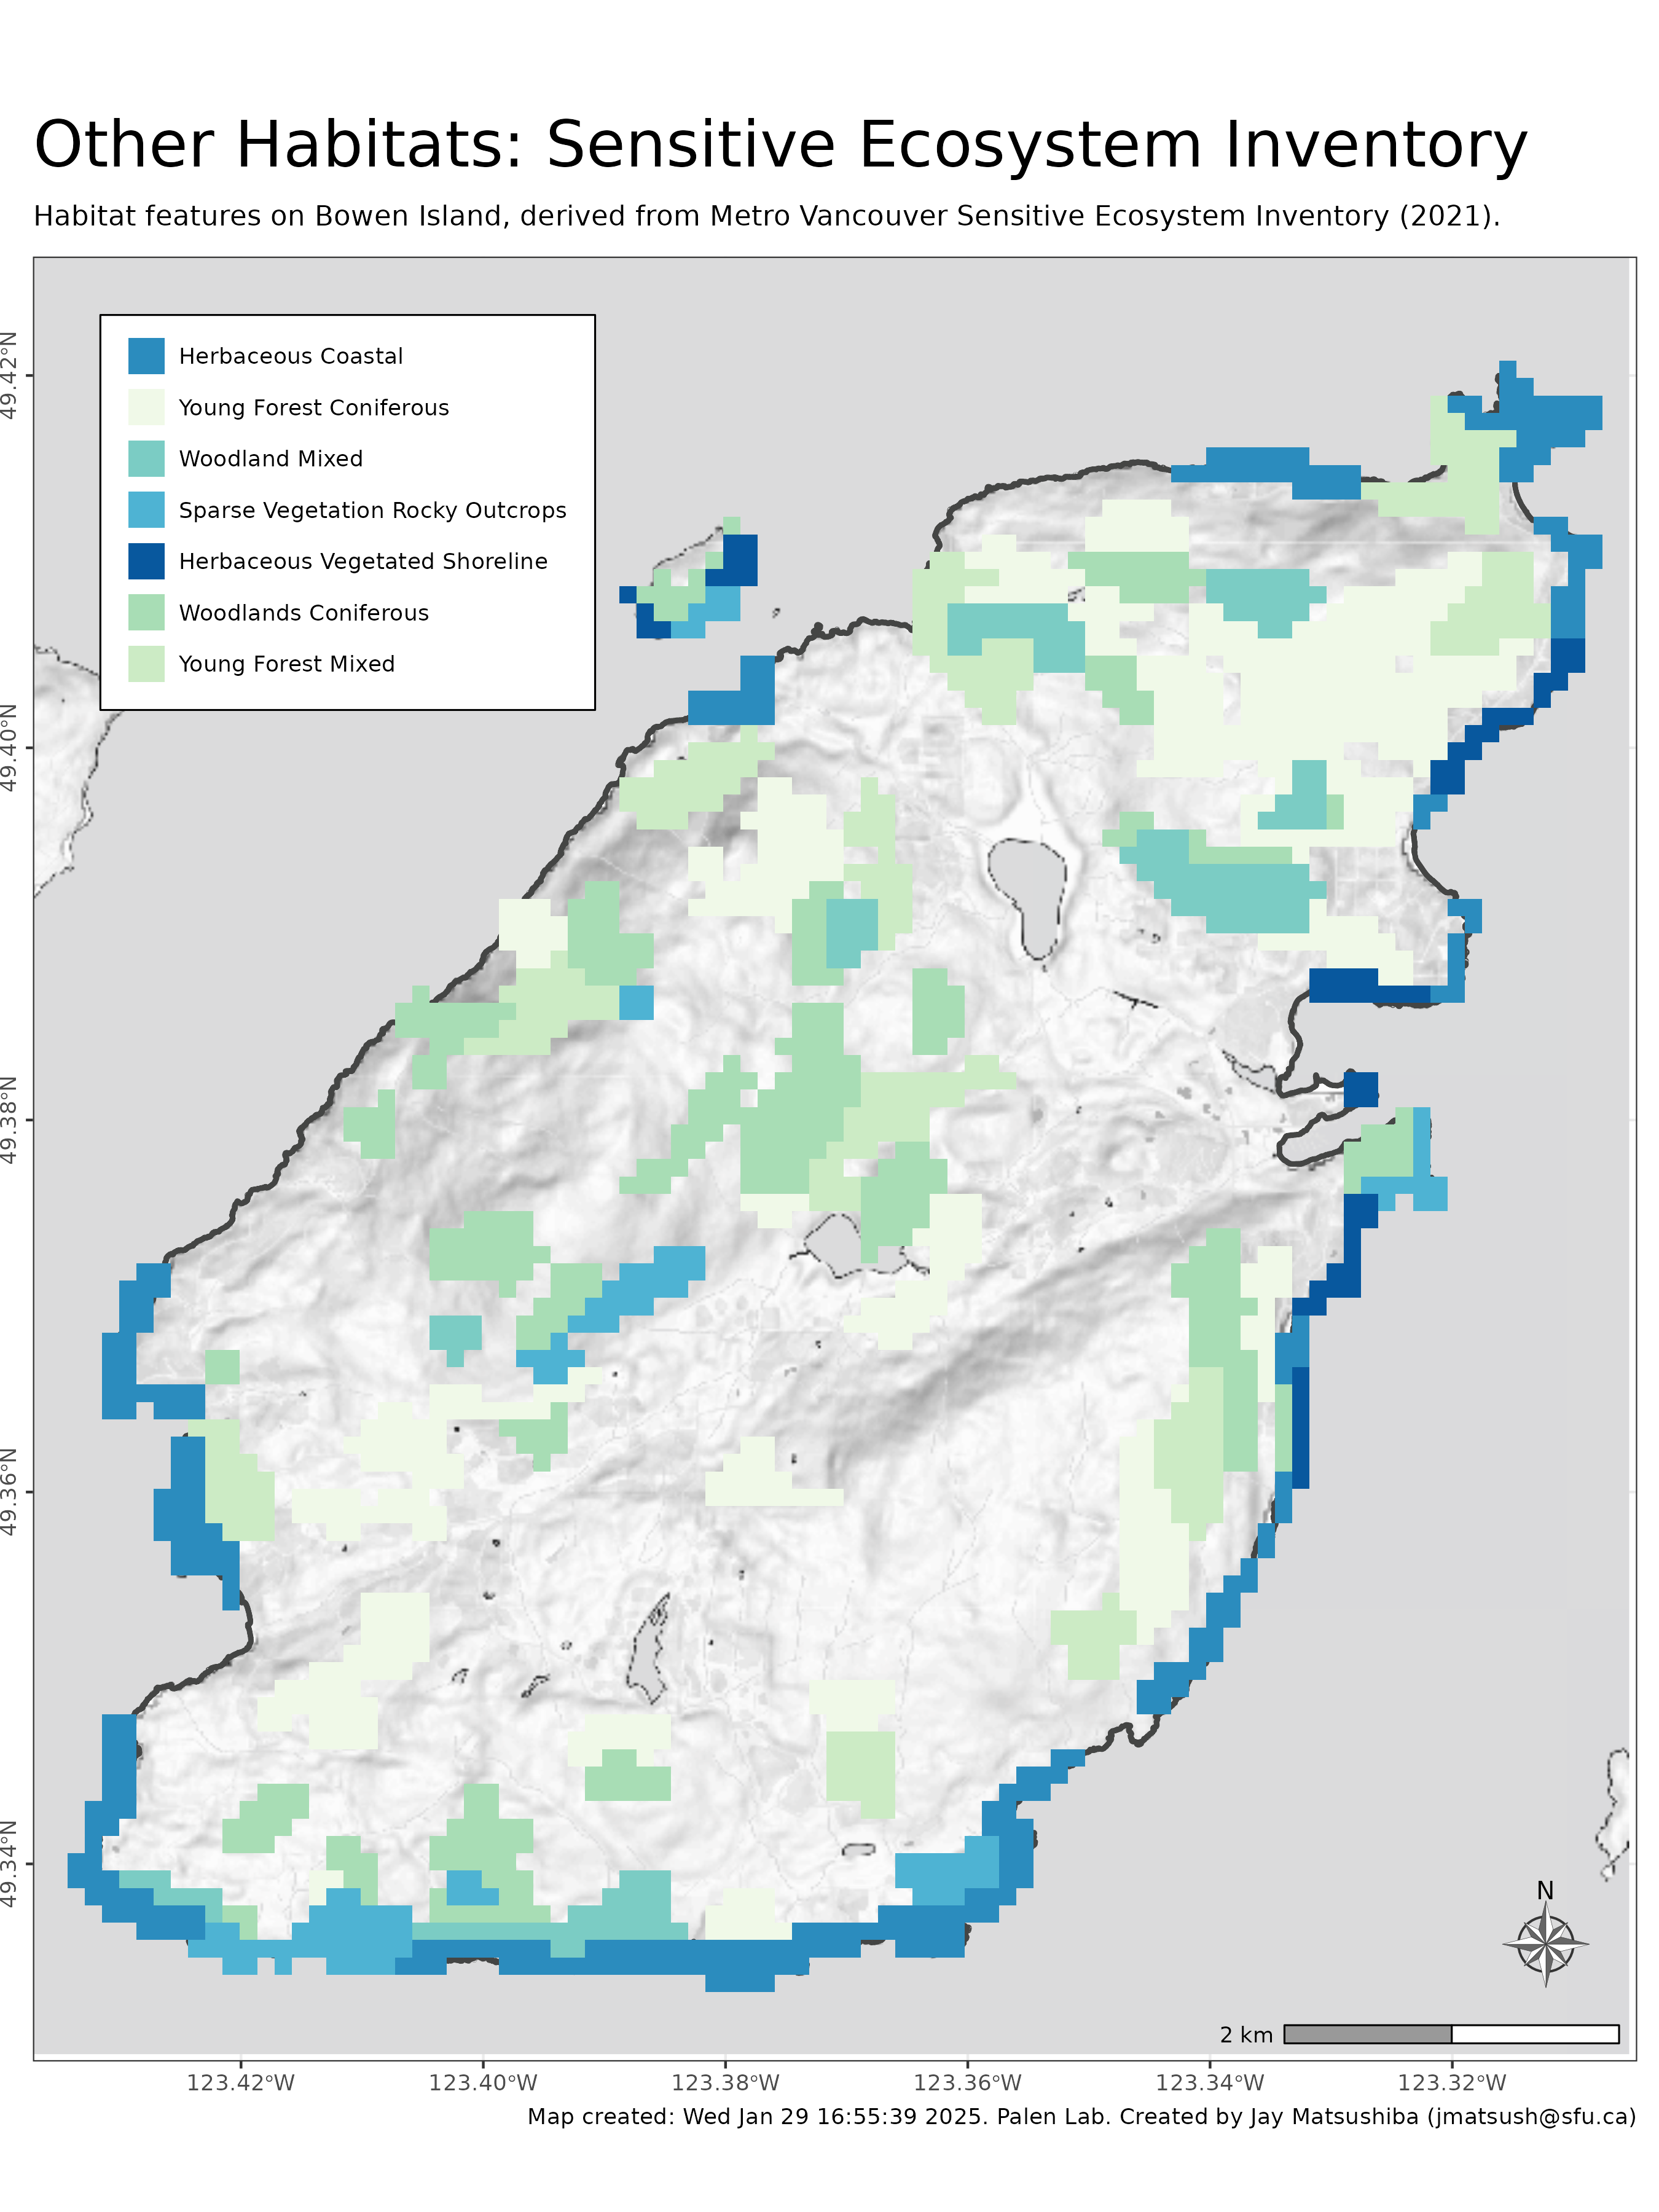 Other Habitats: Sensitive Ecosystem Inventory
Habitat features on Bowen Island, derived from Metro Vancouver Sensitive Ecosystem Inventory (2021).
Herbaceous Coastal
Young Forest Coniferous
Woodland Mixed
Sparse Vegetation Rocky Outcrops
Herbaceous Vegetated Shoreline
Woodlands Coniferous
Young Forest Mixed
49.42°N
49.40°N
49.38°N
49.36°N
49.34°N
N
2 km
123.42°W
123.40°W
123.38°W
123.36°W
123.34°W
123.32°W
Map created: Wed Jan 29 16:55:39 2025. Palen Lab. Created by Jay Matsushiba (jmatsush@sfu.ca)